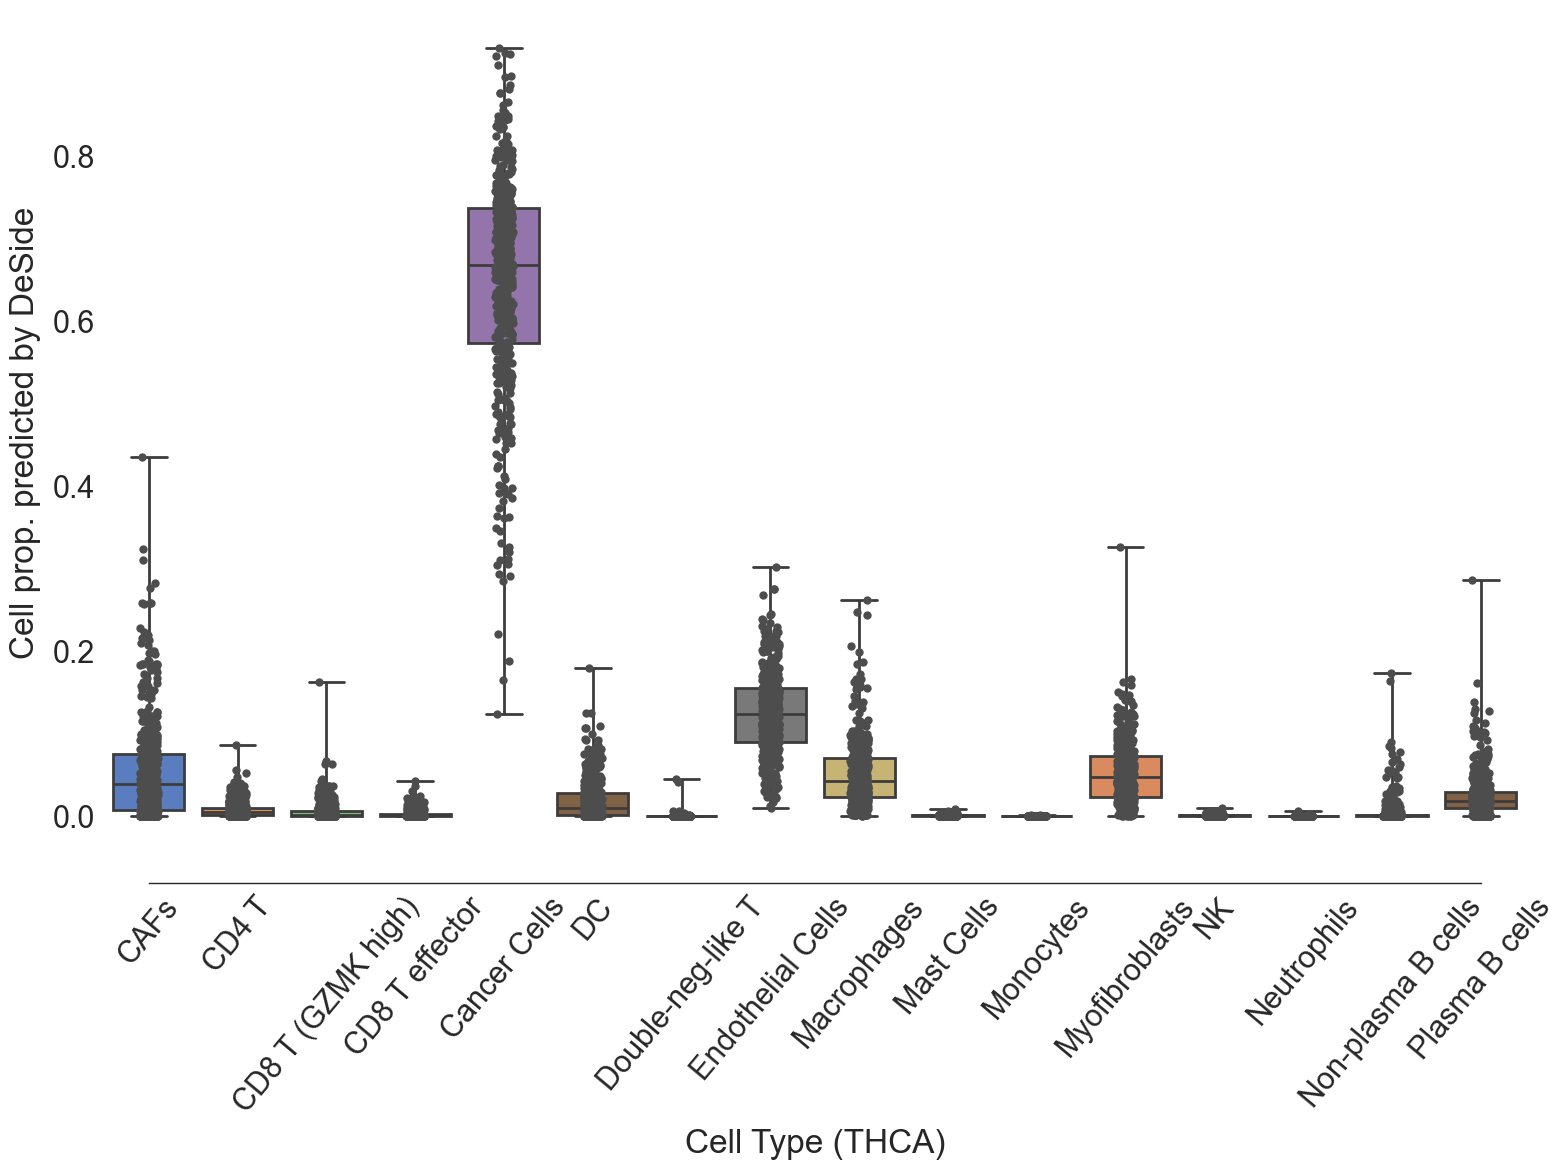 Cell prop. predicted by DeSide
0.8
0.6
0.4
0.2
0.0
CAFs
CD4 T
CD8 T (GZMK high)
CD8 T effector
Cancer Cells
DC
Double-neg-like T
Endothelial Cells
Macrophages
Mast Cells
Monocytes
Myofibroblasts
NK
Neutrophils
Non-plasma B cells
Plasma B cells
Cell Type (THCA)